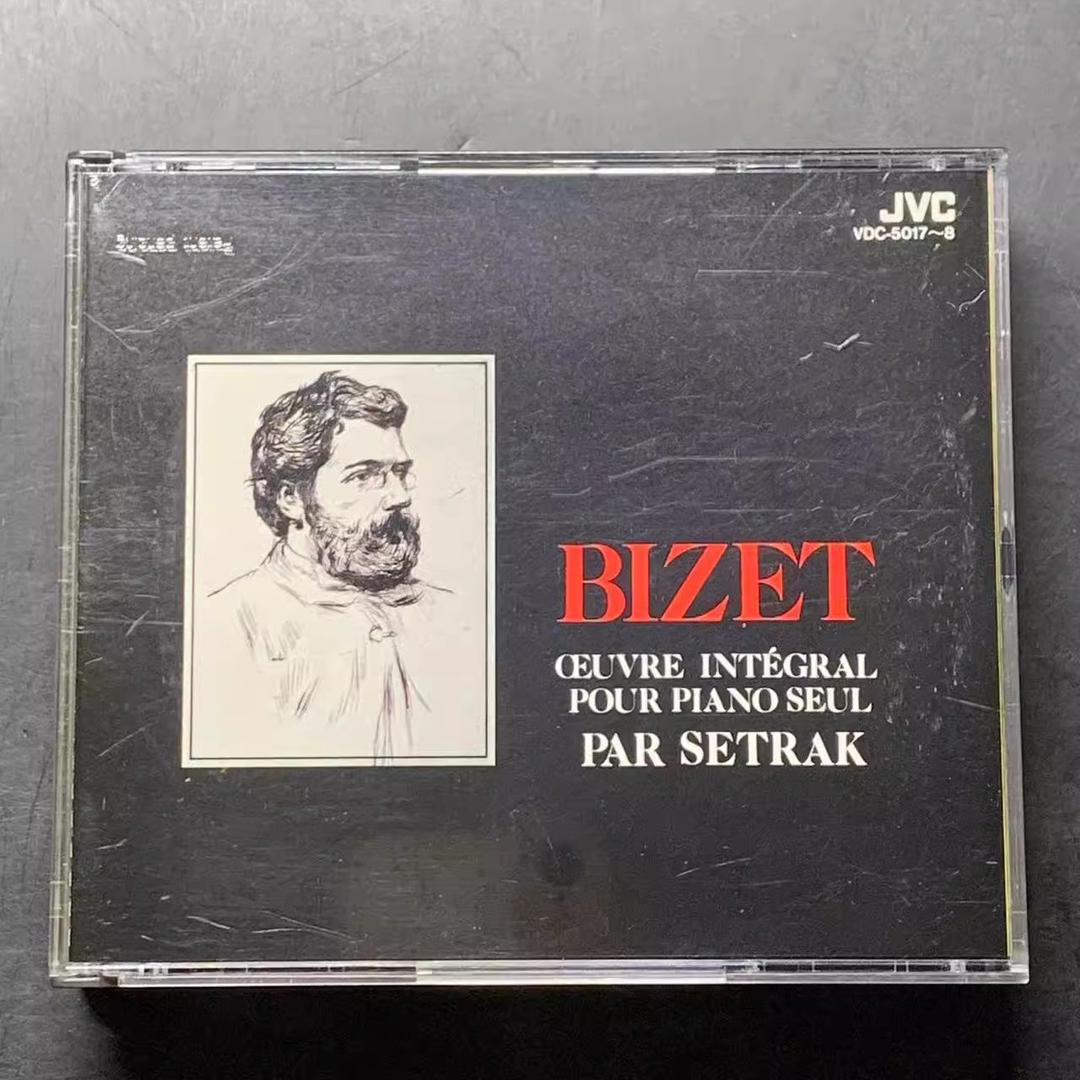 JVC
VDC-5017~8
BIZET
ŒUVRE INTÉGRAL
POUR PIANO SEUL
PAR SETRAK